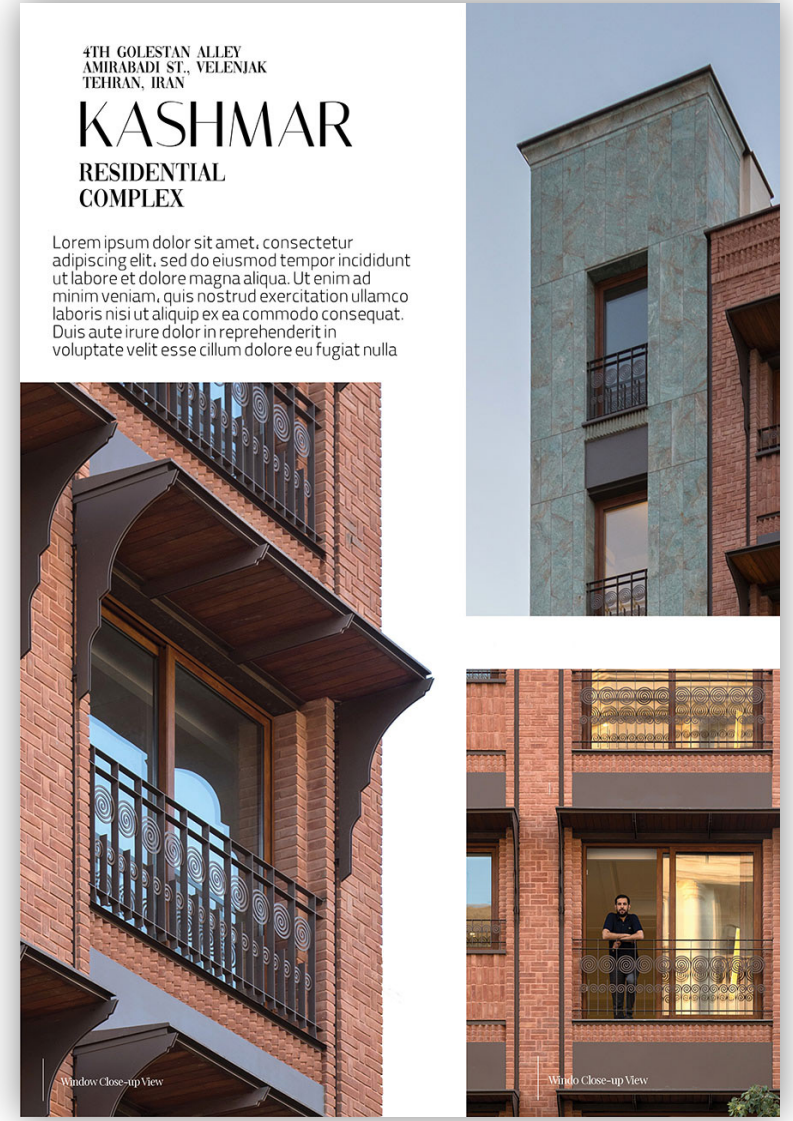 4TH GOLESTAN ALLEY
AMIRABADI ST., VELENJAK
TEHRAN, IRAN
KASHMAR
RESIDENTIAL
COMPLEX
Lorem ipsum dolor sit amet, consectetur
adipiscing elit, sed do eiusmod tempor incididunt
ut labore et dolore magna aliqua. Ut enim ad
minim veniam, quis nostrud exercitation ullamco
laboris nisi ut aliquip ex ea commodo consequat.
Duis aute irure dolor in reprehenderit in
voluptate velit esse cillum dolore eu fugiat nulla
Window Close-up View
Windo Close-up View